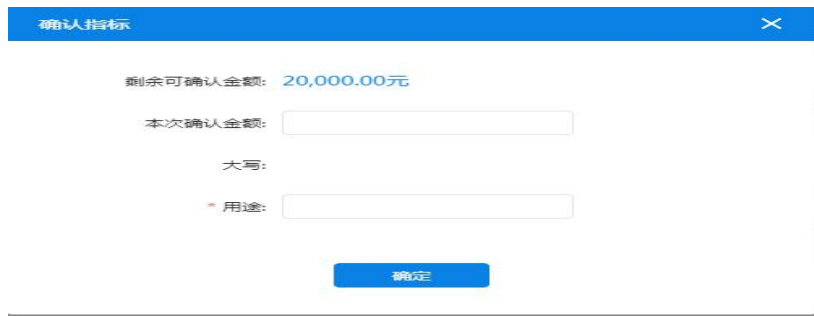 确认指标
剩余可确认金额: 20,000.00元
本次确认金额:
大写:
* 用途:
确定